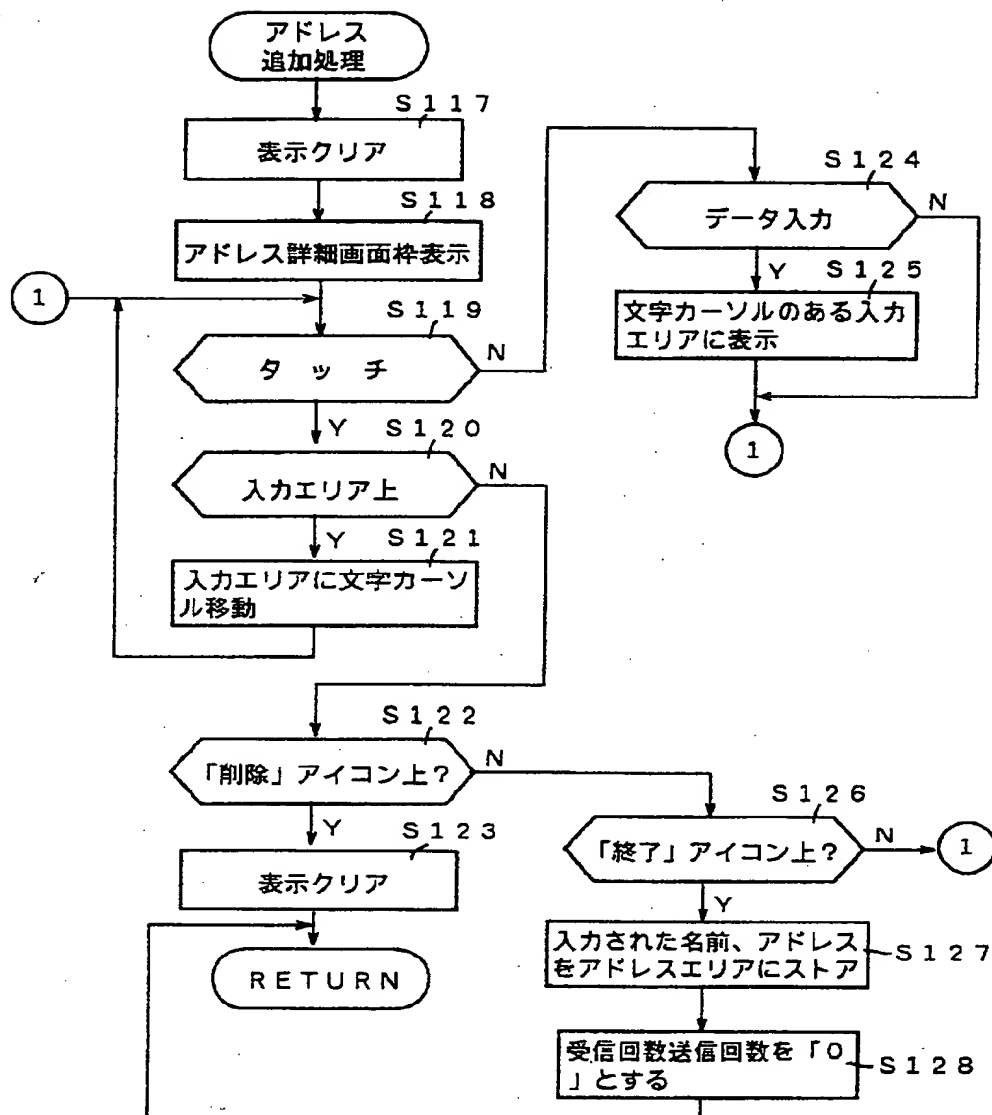 アドレス
追加処理
S117
表示クリア
S118
アドレス詳細画面枠表示
1
S119
タッチ
N
Y
S120
入力エリア上
N
Y
S121
入力エリアに文字カーソ
ル移動
S122
「削除」アイコン上?
N
Y
S123
表示クリア
RETURN
S124
データ入力
N
Y
S125
文字カーソルのある入力
エリアに表示
1
S126
「終了」アイコン上?
N
1
Y
入力された名前、アドレス
をアドレスエリアにストア
S127
受信回数送信回数を「0
」とする
S128